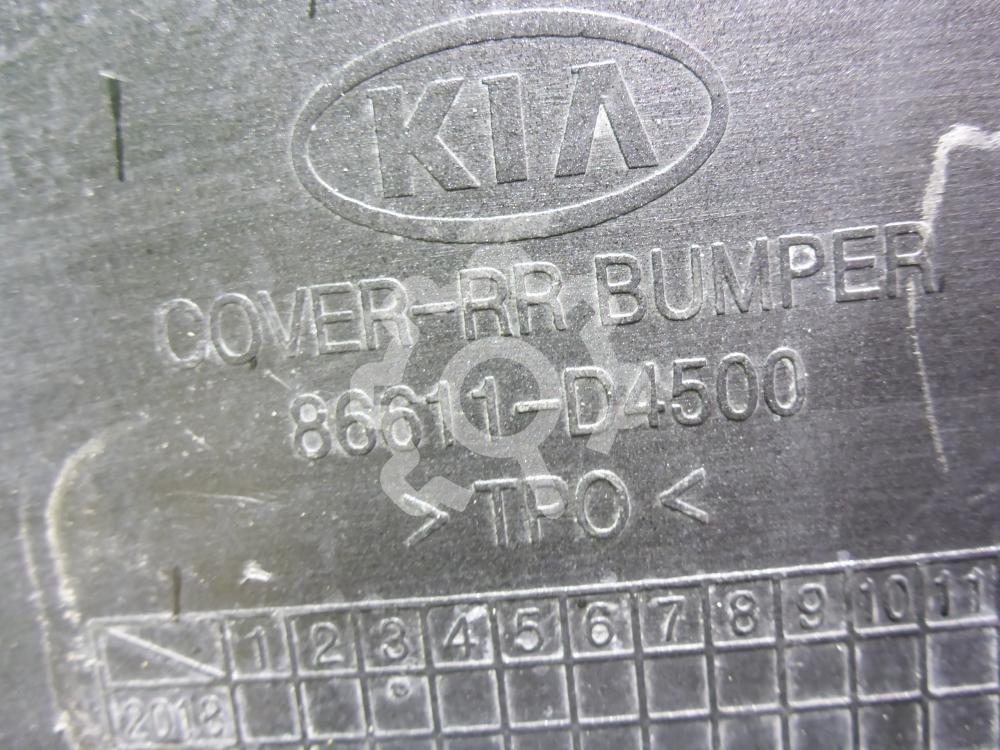 KIA
COVER-RR BUMPER
86611-D4500
> TPO <
1 2 3 4 5 6 7 8 9 10 11
2018